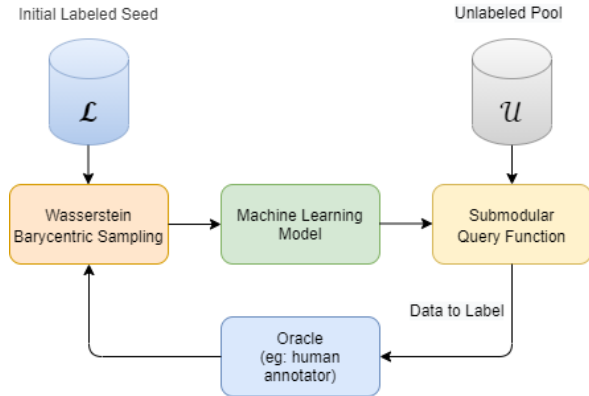 Initial Labeled Seed
Unlabeled Pool
ℒ
𝒰
Wasserstein
Barycentric Sampling
Machine Learning
Model
Submodular
Query Function
Data to Label
Oracle
(eg: human
annotator)